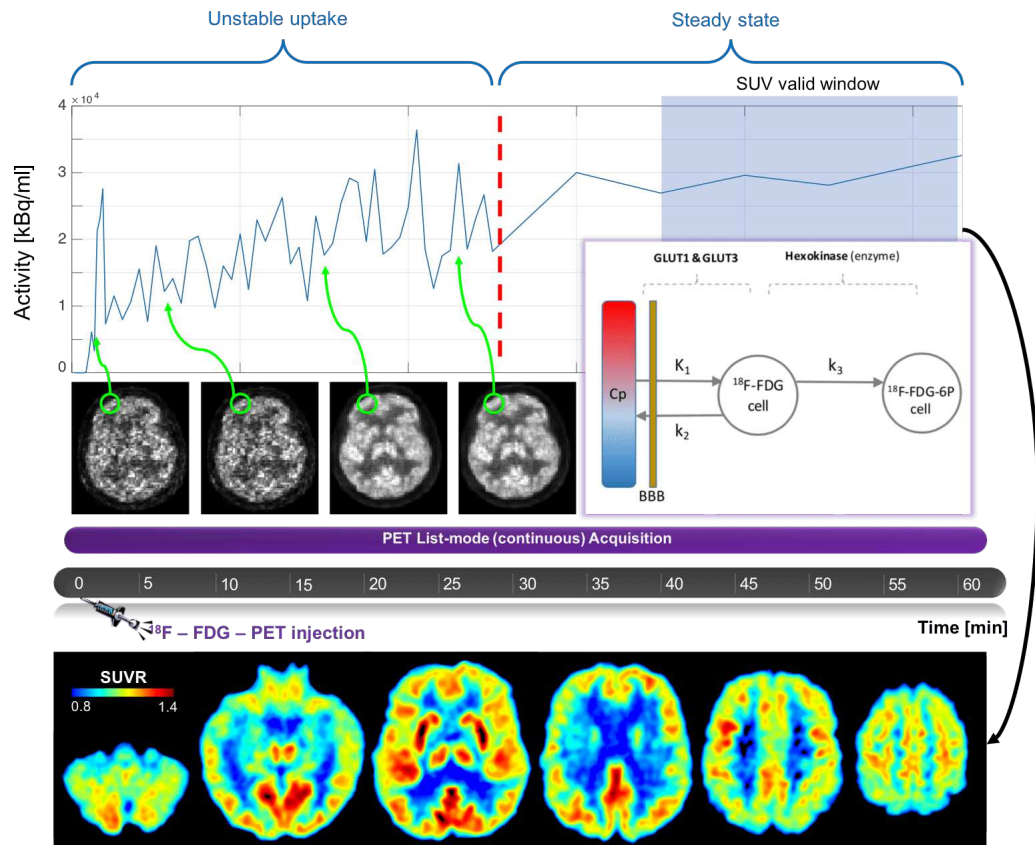 Unstable uptake
Steady state
SUV valid window
× 10⁴
4
3
2
1
0
Activity [kBq/ml]
GLUT1 & GLUT3
Hexokinase (enzyme)
Cp
K₁
k₂
¹⁸F-FDG
cell
k₃
¹⁸F-FDG-6P
cell
BBB
PET List-mode (continuous) Acquisition
0 5 10 15 20 25 30 35 40 45 50 55 60
¹⁸F – FDG – PET injection
Time [min]
SUVR
0.8 1.4